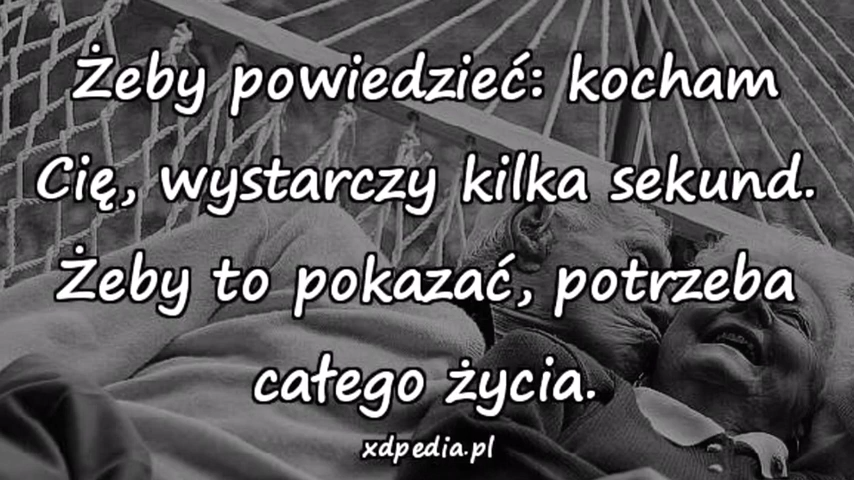 Żeby powiedzieć: kocham
Cię, wystarczy kilka sekund.
Żeby to pokazać, potrzeba
całego życia.
xdpedia.pl